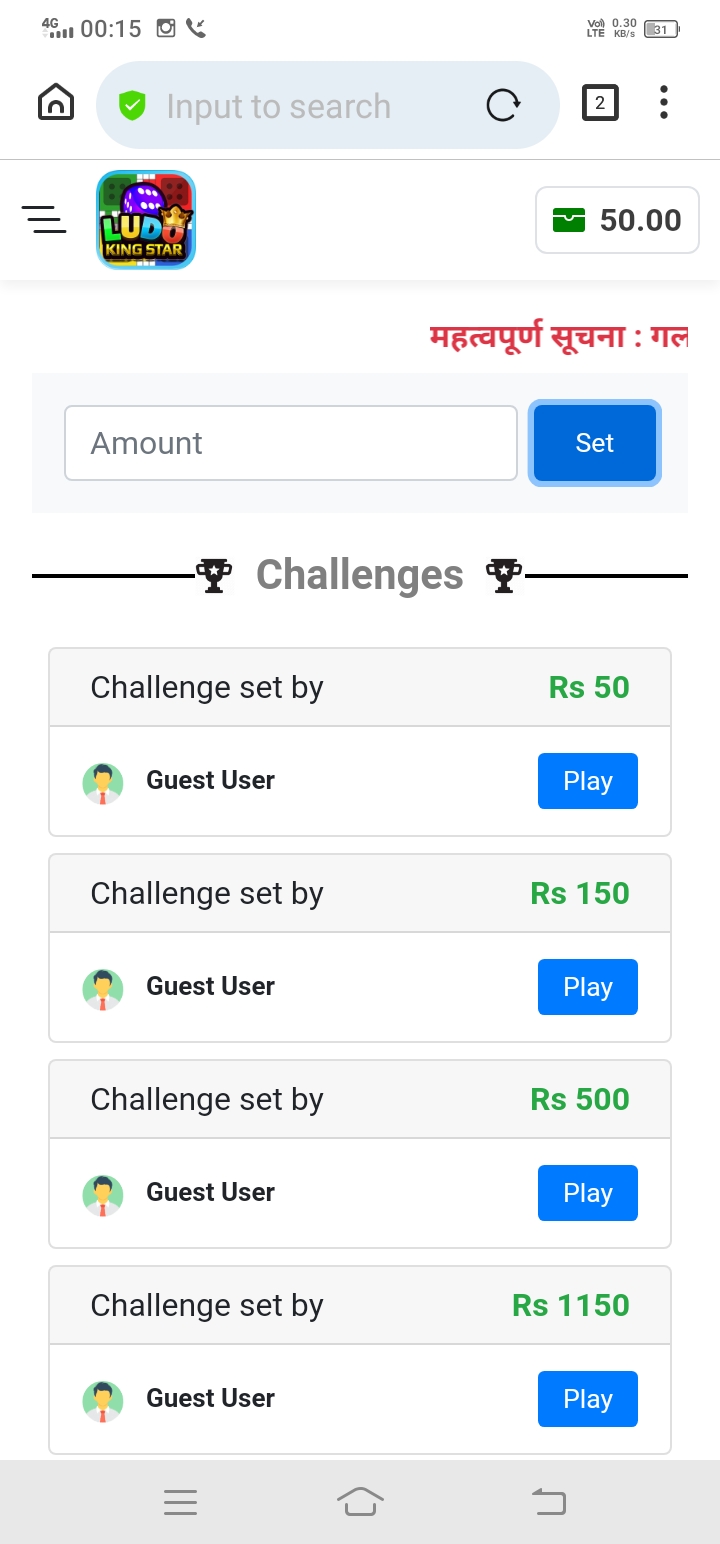 4G 00:15 Vo) LTE 0.30 KB/s 31
Input to search 2
LUDO
KING STAR
50.00
महत्वपूर्ण सूचना : गल
Amount Set
Challenges
Challenge set by Rs 50
Guest User Play
Challenge set by Rs 150
Guest User Play
Challenge set by Rs 500
Guest User Play
Challenge set by Rs 1150
Guest User Play